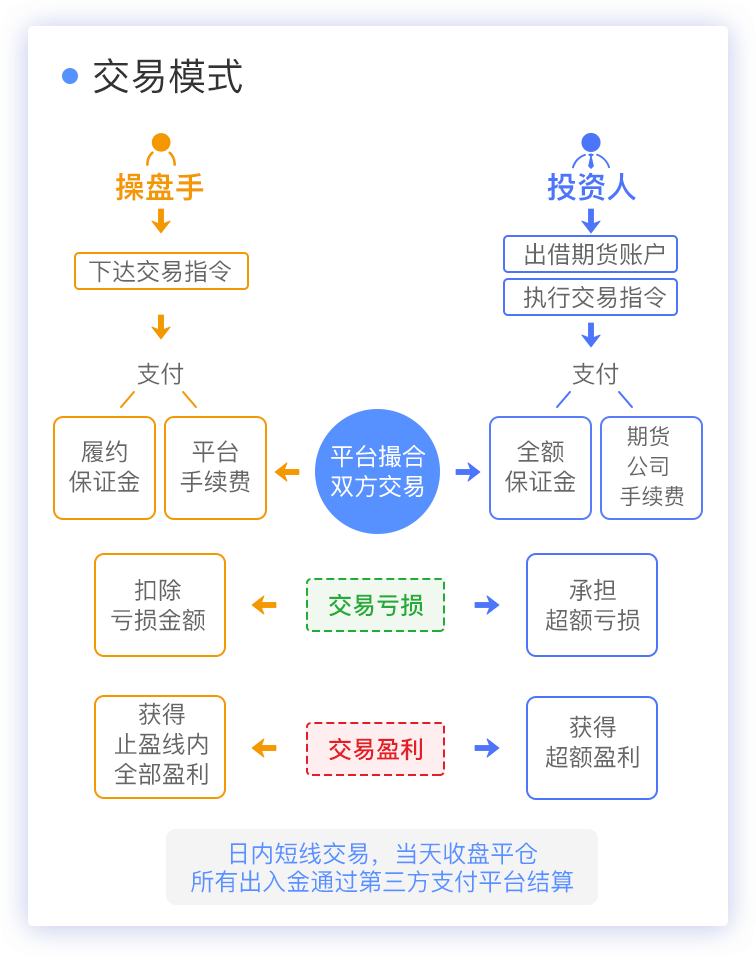 交易模式
操盘手
投资人
下达交易指令
出借期货账户
执行交易指令
支付
支付
履约
保证金
平台
手续费
平台撮合
双方交易
全额
保证金
期货
公司
手续费
扣除
亏损金额
交易亏损
承担
超额亏损
获得
止盈线内
全部盈利
交易盈利
获得
超额盈利
日内短线交易，当天收盘平仓
所有出入金通过第三方支付平台结算